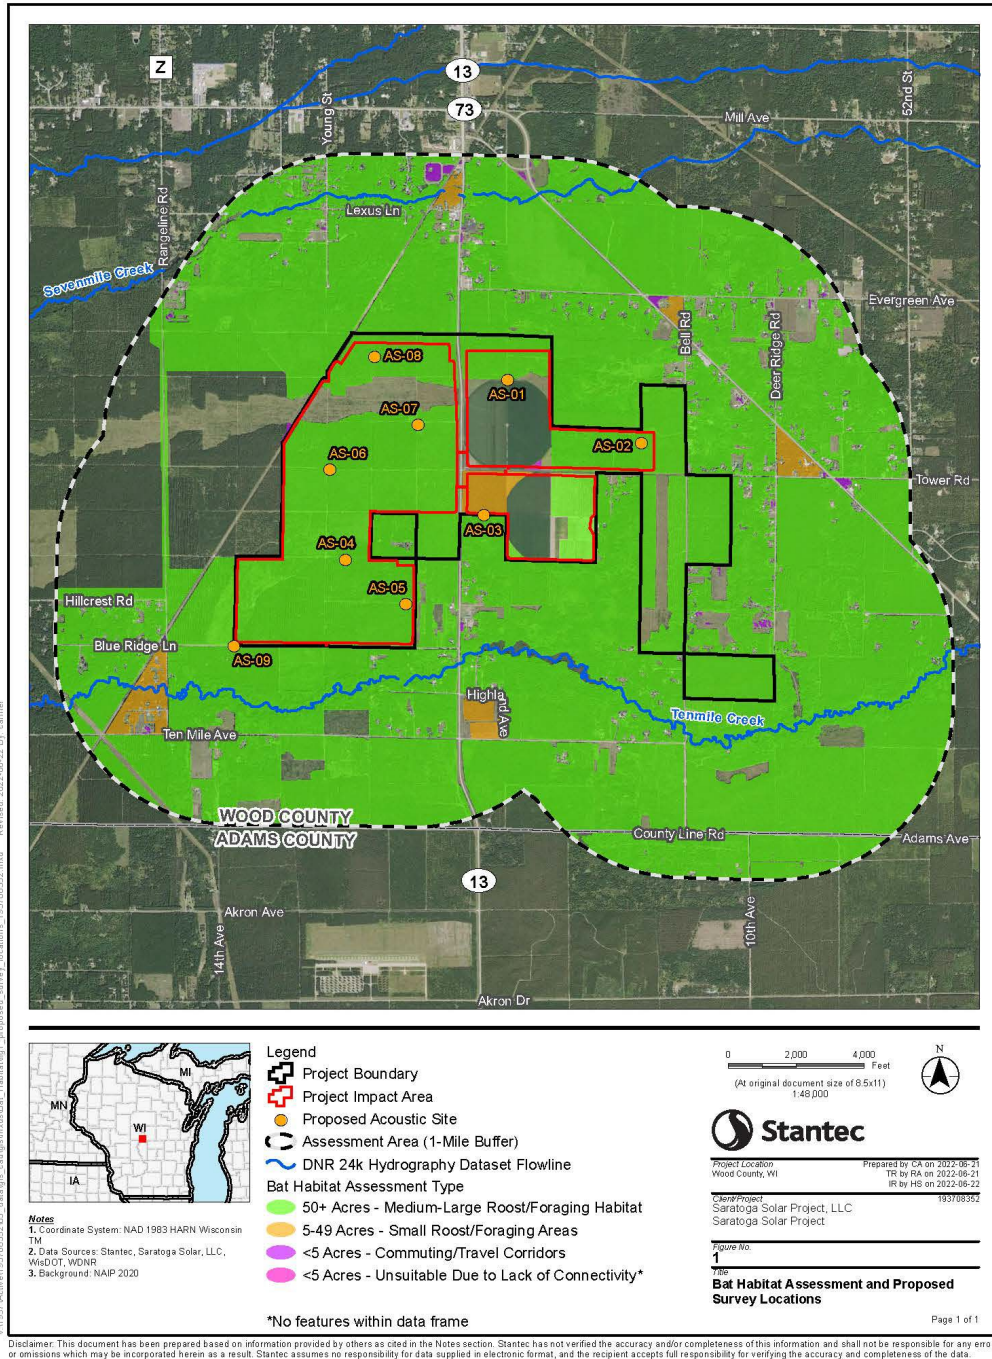 Z
13
73
Young St
52nd St
Mill Ave
Rangeline Rd
Lexus Ln
Sevenmile Creek
Evergreen Ave
Bell Rd
Deer Ridge Rd
AS-08
AS-01
AS-07
AS-02
AS-06
Tower Rd
AS-03
AS-04
AS-05
Hillcrest Rd
Blue Ridge Ln
AS-09
Highland Ave
Tenmile Creek
Ten Mile Ave
WOOD COUNTY
ADAMS COUNTY
County Line Rd
Adams Ave
13
Akron Ave
14th Ave
10th Ave
Akron Dr
MN
WI
MI
IA
Notes
1. Coordinate System: NAD 1983 HARN Wisconsin
TM
2. Data Sources: Stantec, Saratoga Solar, LLC,
WisDOT, WDNR
3. Background: NAIP 2020
Legend
Project Boundary
Project Impact Area
Proposed Acoustic Site
Assessment Area (1-Mile Buffer)
DNR 24k Hydrography Dataset Flowline
Bat Habitat Assessment Type
50+ Acres - Medium-Large Roost/Foraging Habitat
5-49 Acres - Small Roost/Foraging Areas
<5 Acres - Commuting/Travel Corridors
<5 Acres - Unsuitable Due to Lack of Connectivity*
*No features within data frame
0 2,000 4,000
Feet
(At original document size of 8.5x11)
1:48,000
N
Stantec
Project Location
Wood County, WI
Prepared by CA on 2022-06-21
TR by RA on 2022-06-21
IR by HS on 2022-06-22
Client/Project 193708352
Saratoga Solar Project, LLC
Saratoga Solar Project
Figure No.
1
Title
Bat Habitat Assessment and Proposed
Survey Locations
Page 1 of 1
Disclaimer: This document has been prepared based on information provided by others as cited in the Notes section. Stantec has not verified the accuracy and/or completeness of this information and shall not be responsible for any erro
or omissions which may be incorporated herein as a result. Stantec assumes no responsibility for data supplied in electronic format, and the recipient accepts full responsibility for verifying the accuracy and completeness of the data.